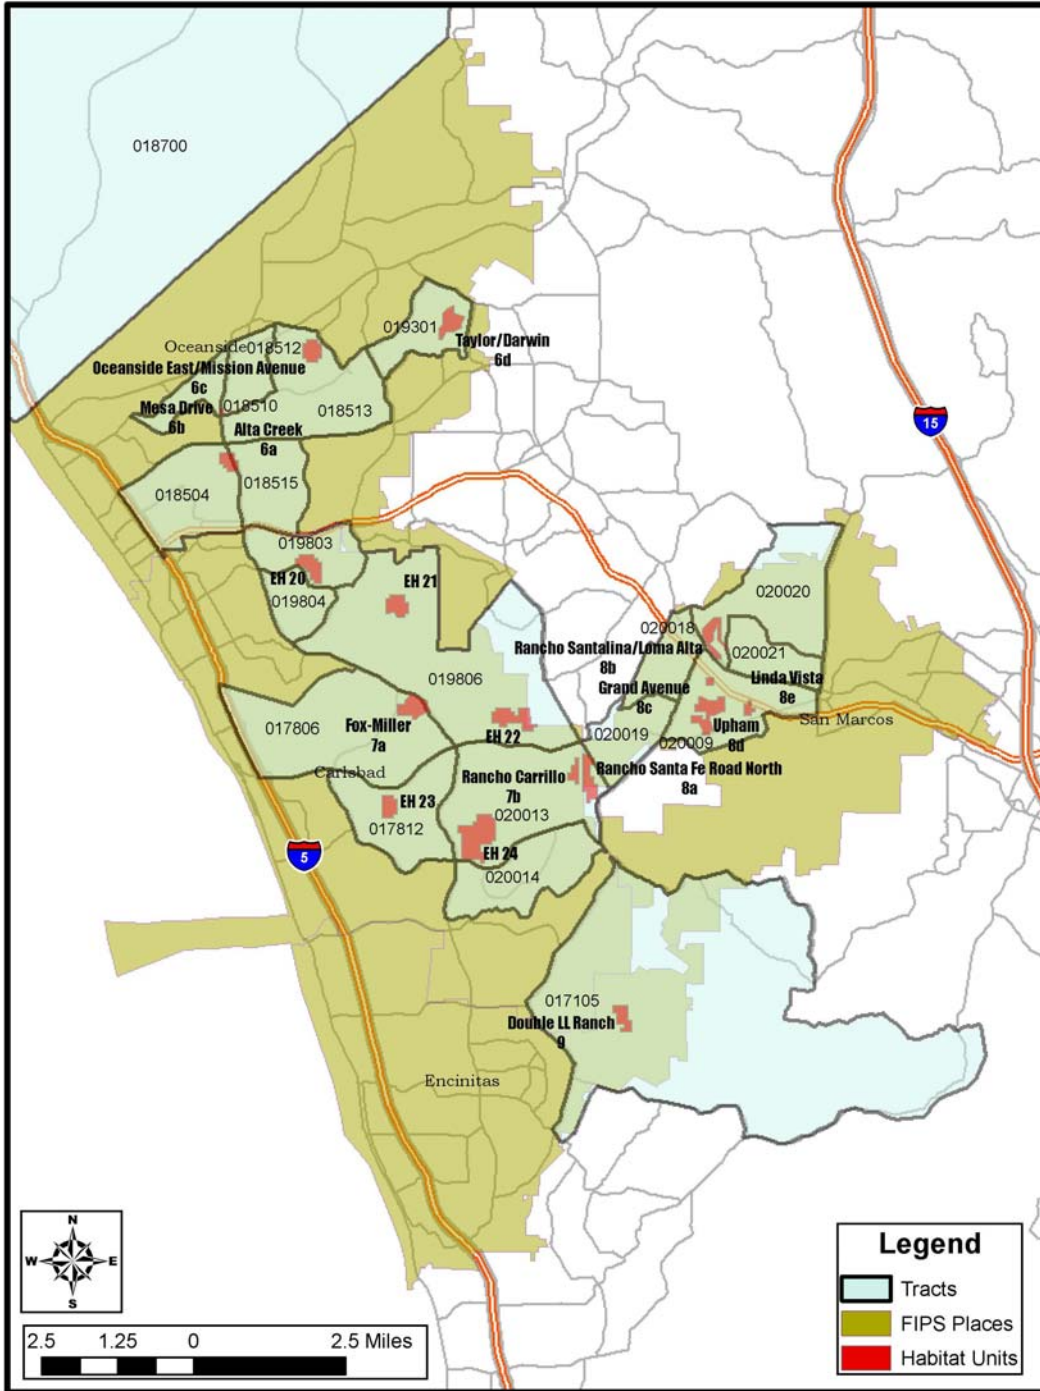 018700
15
019301
Taylor/Darwin
6d
Oceanside
018512
Oceanside East/Mission Avenue
6c
Mesa Drive
6b
018510
018513
Alta Creek
6a
018504
018515
019803
EH 20
EH 21
019804
020020
020018
Rancho Santalina/Loma Alta
8b
020021
019806
Grand Avenue
8c
Linda Vista
8e
017806
Fox-Miller
7a
EH 22
020019
020009
Upham
8d
San Marcos
Carlsbad
Rancho Carrillo
7b
Rancho Santa Fe Road North
8a
EH 23
017812
020013
EH 24
020014
5
017105
Double LL Ranch
9
Encinitas
N
W E
S
2.5 1.25 0 2.5 Miles
Legend
Tracts
FIPS Places
Habitat Units